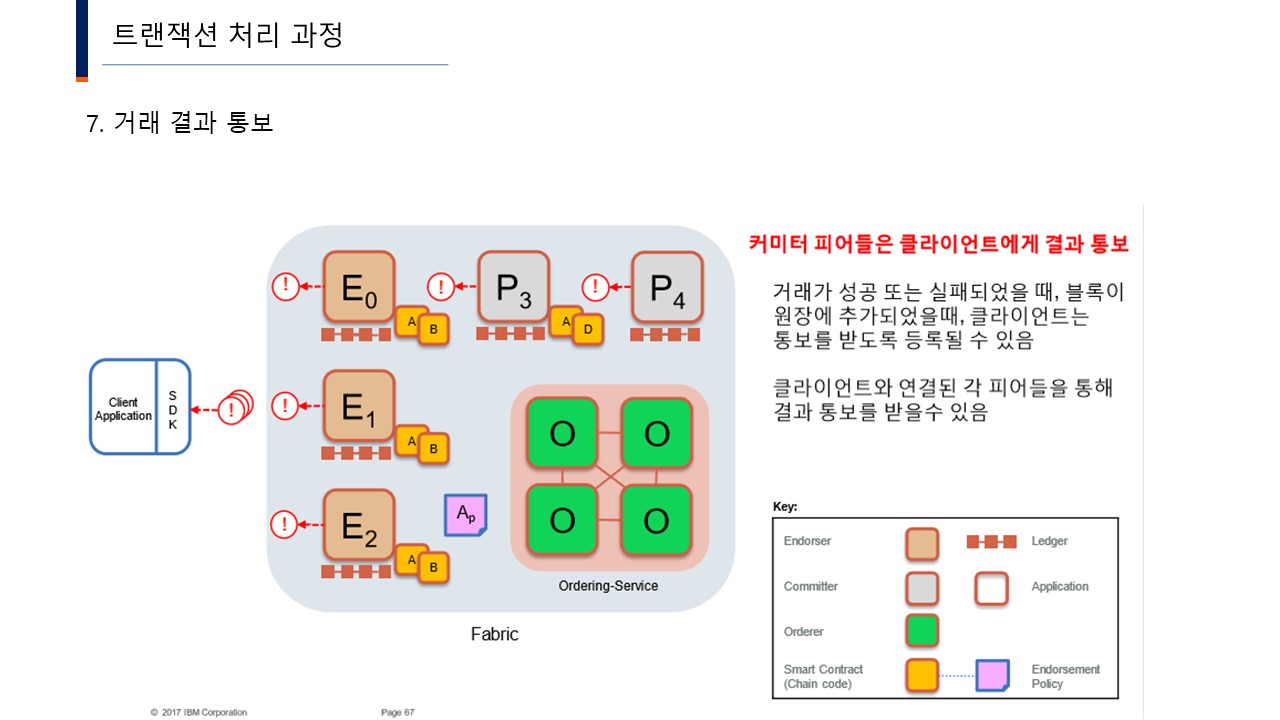 트랜잭션 처리 과정
7. 거래 결과 통보
커미터 피어들은 클라이언트에게 결과 통보
거래가 성공 또는 실패되었을 때, 블록이
원장에 추가되었을때, 클라이언트는
통보를 받도록 등록될 수 있음
클라이언트와 연결된 각 피어들을 통해
결과 통보를 받을수 있음
! E0 A B
! P3 A D
! P4
Client
Application
S
D
K
!
! E1 A B
! E2 A B
Ap
O O
O O
Ordering-Service
Fabric
Key:
Endorser
Ledger
Committer
Application
Orderer
Smart Contract
(Chain code)
Endorsement
Policy
© 2017 IBM Corporation
Page 67